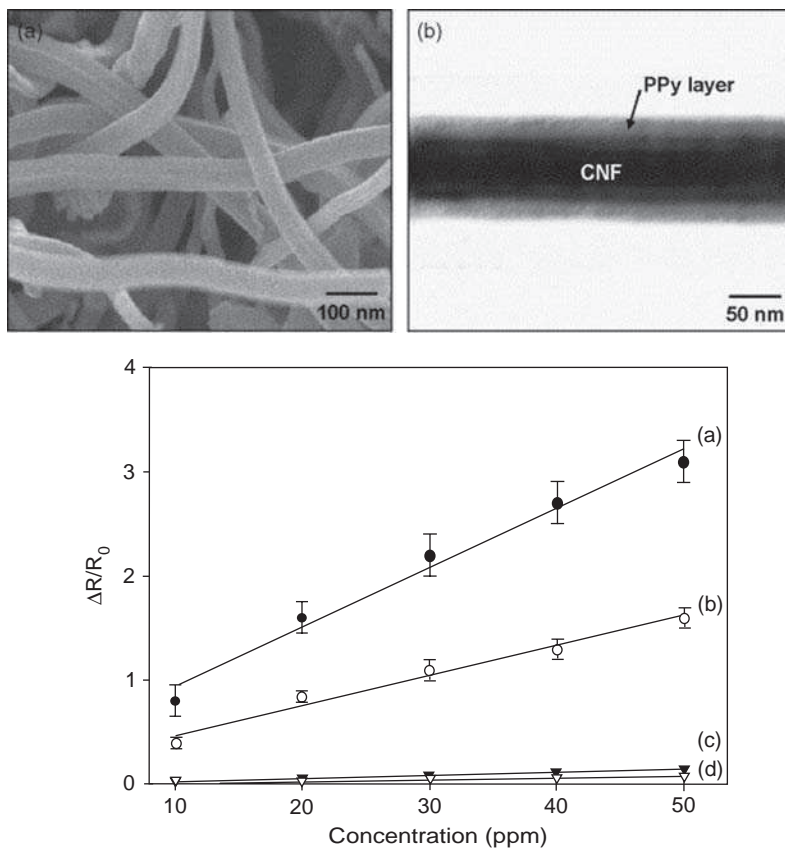 (a)
100 nm
(b)
PPy layer
CNF
50 nm
4
3
2
1
0
ΔR/R0
(a)
(b)
(c)
(d)
10 20 30 40 50
Concentration (ppm)